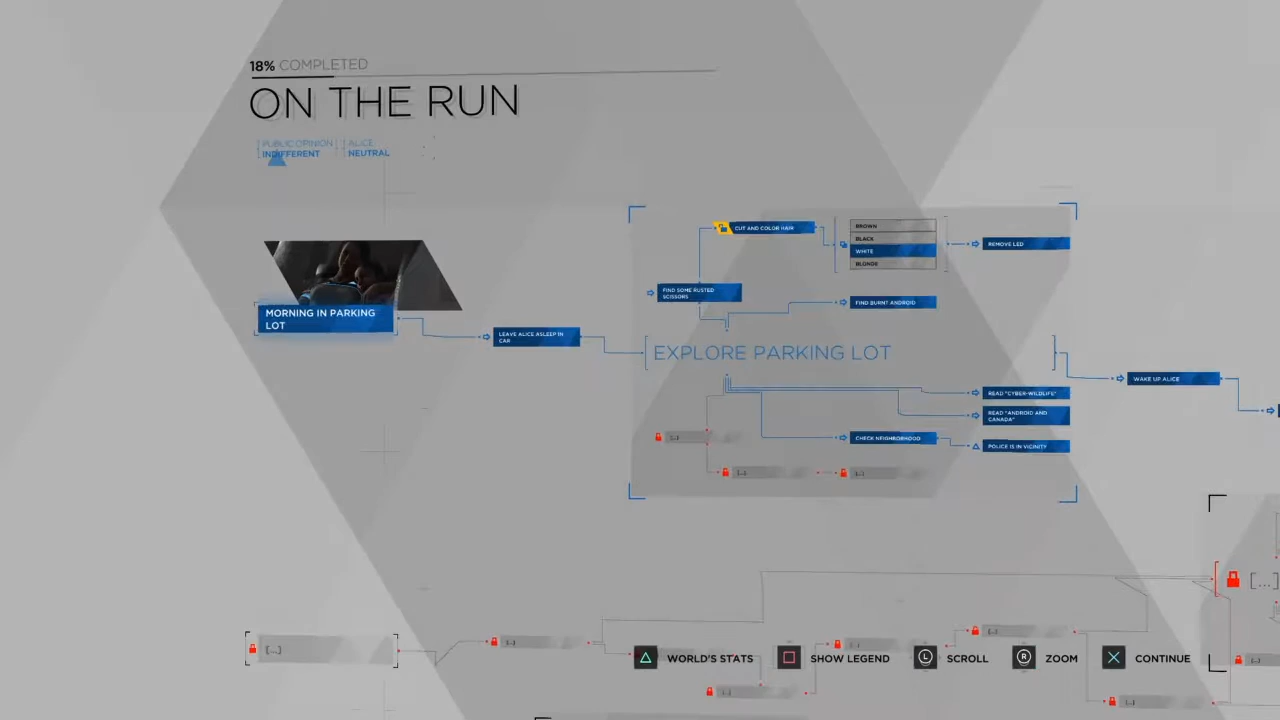 18% COMPLETED
ON THE RUN
PUBLIC OPINION
INDIFFERENT
ALICE
NEUTRAL
CUT AND COLOR HAIR
BROWN
BLACK
WHITE
BLONDE
REMOVE LED
FIND SOME RUSTED
SCISSORS
FIND BURNT ANDROID
MORNING IN PARKING
LOT
LEAVE ALICE ASLEEP IN
CAR
EXPLORE PARKING LOT
WAKE UP ALICE
READ "CYBER-WILDLIFE"
READ "ANDROID AND
CANADA"
CHECK NEIGHBORHOOD
POLICE IS IN VICINITY
[...]
[...]
[...]
[...]
[...]
[...]
[...]
[...]
[...]
WORLD'S STATS
SHOW LEGEND
L
SCROLL
R
ZOOM
CONTINUE
[...]
[...]
[...]